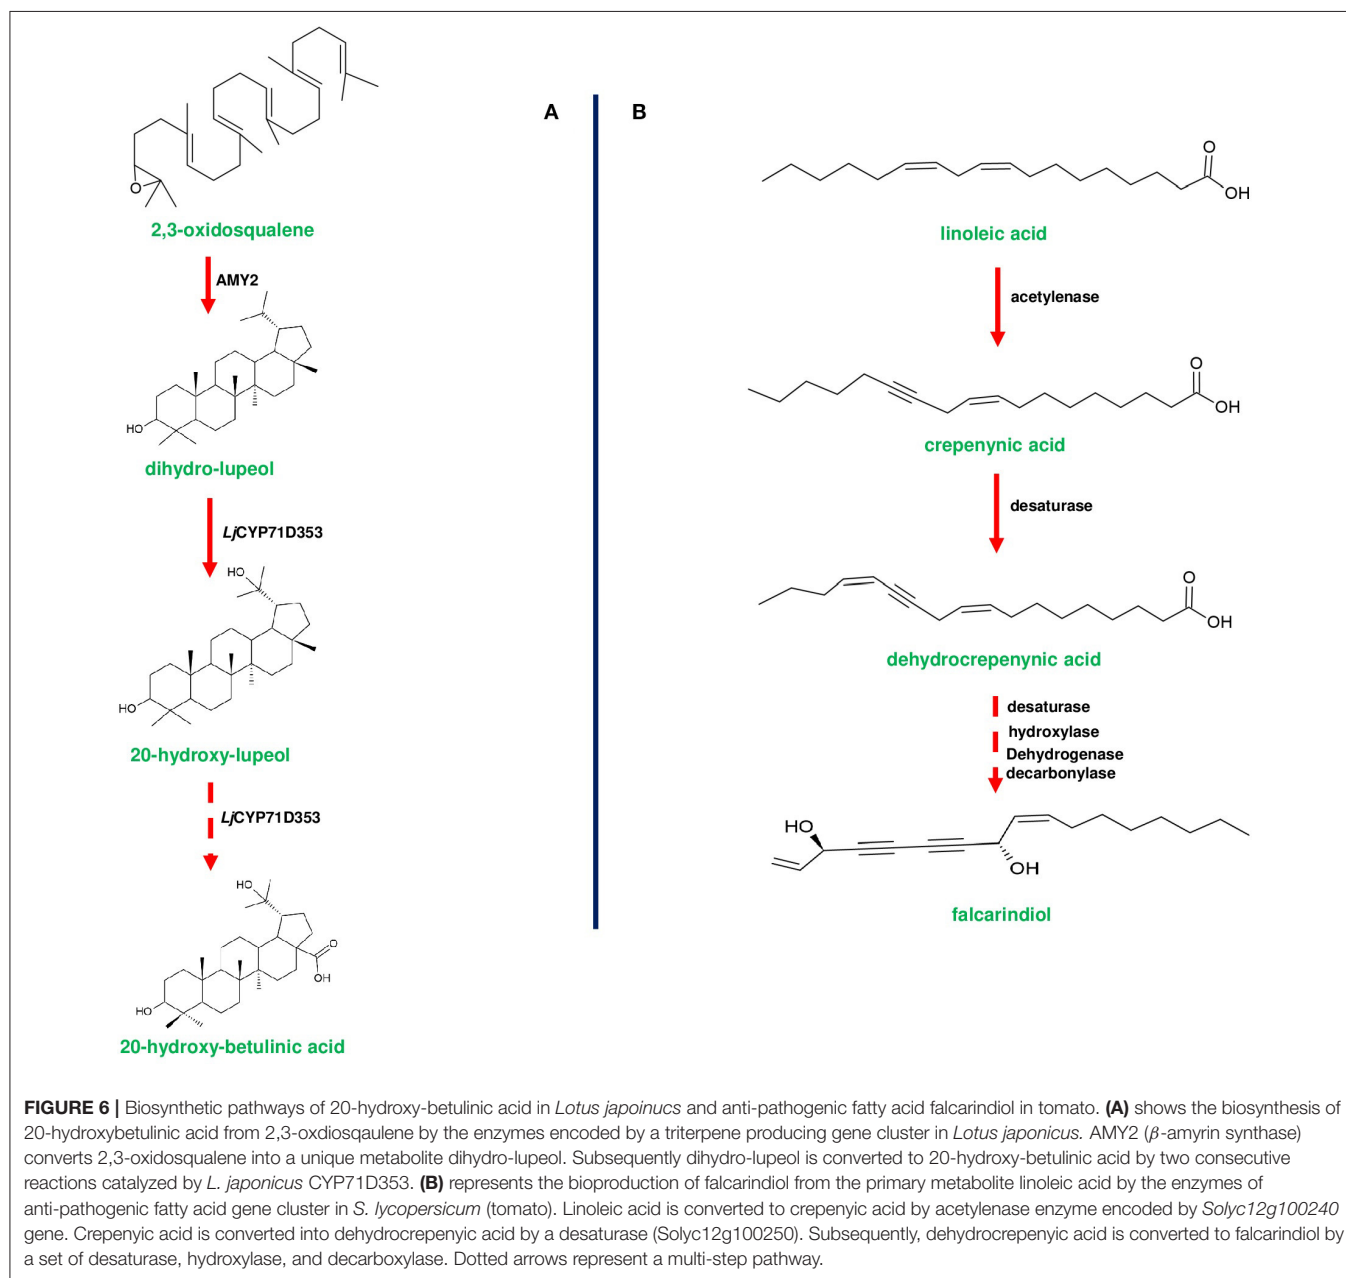 A
O
2,3-oxidosqualene
AMY2
HO
dihydro-lupeol
LjCYP71D353
HO
HO
20-hydroxy-lupeol
LjCYP71D353
HO
O
OH
HO
20-hydroxy-betulinic acid
B
O
OH
linoleic acid
acetylenase
O
OH
crepenynic acid
desaturase
O
OH
dehydrocrepenynic acid
desaturase
hydroxylase
Dehydrogenase
decarbonylase
HO
OH
falcarindiol
FIGURE 6 | Biosynthetic pathways of 20-hydroxy-betulinic acid in Lotus japoinucs and anti-pathogenic fatty acid falcarindiol in tomato. (A) shows the biosynthesis of
20-hydroxybetulinic acid from 2,3-oxdiosqaulene by the enzymes encoded by a triterpene producing gene cluster in Lotus japonicus. AMY2 (β-amyrin synthase)
converts 2,3-oxidosqualene into a unique metabolite dihydro-lupeol. Subsequently dihydro-lupeol is converted to 20-hydroxy-betulinic acid by two consecutive
reactions catalyzed by L. japonicus CYP71D353. (B) represents the bioproduction of falcarindiol from the primary metabolite linoleic acid by the enzymes of
anti-pathogenic fatty acid gene cluster in S. lycopersicum (tomato). Linoleic acid is converted to crepenyic acid by acetylenase enzyme encoded by Solyc12g100240
gene. Crepenyic acid is converted into dehydrocrepenyic acid by a desaturase (Solyc12g100250). Subsequently, dehydrocrepenyic acid is converted to falcarindiol by
a set of desaturase, hydroxylase, and decarboxylase. Dotted arrows represent a multi-step pathway.